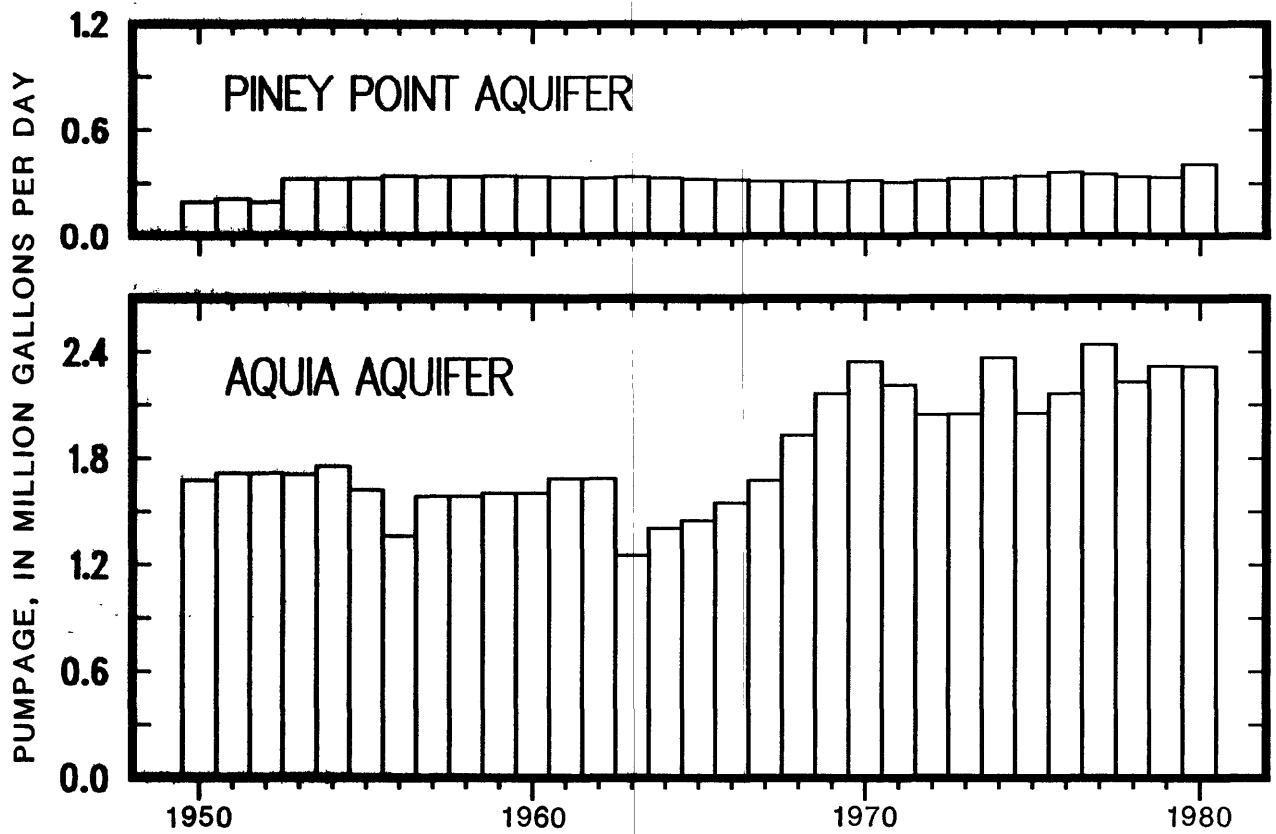 PUMPAGE, IN MILLION GALLONS PER DAY
1.2
PINEY POINT AQUIFER
0.6
0.0
2.4
AQUIA AQUIFER
1.8
1.2
0.6
0.0
1950 1960 1970 1980